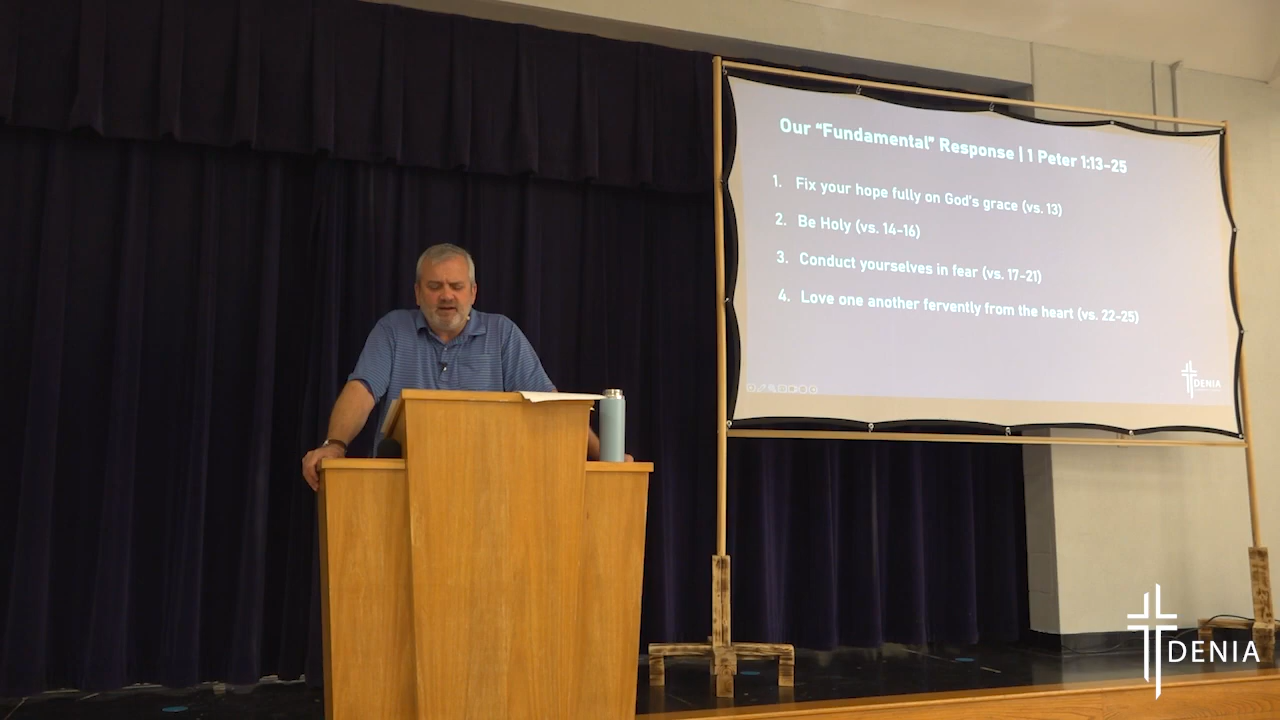 Our “Fundamental” Response | 1 Peter 1:13-25
1. Fix your hope fully on God's grace (vs. 13)
2. Be Holy (vs. 14-16)
3. Conduct yourselves in fear (vs. 17-21)
4. Love one another fervently from the heart (vs. 22-25)
DENIA
DENIA